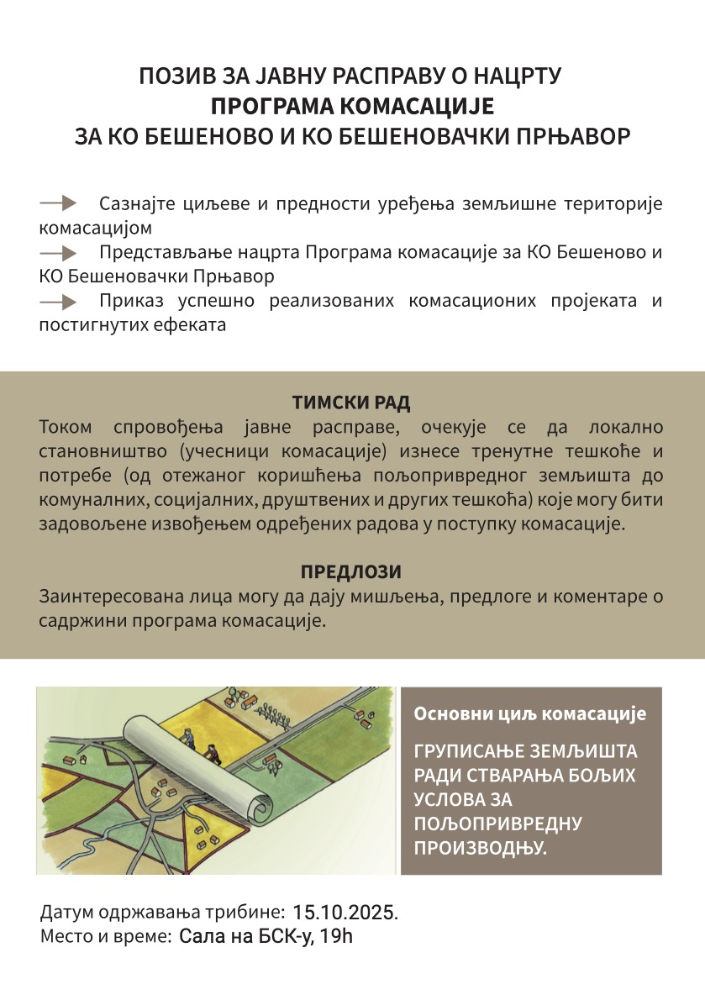 ПОЗИВ ЗА ЈАВНУ РАСПРАВУ О НАЦРТУ
ПРОГРАМА КОМАСАЦИЈЕ
ЗА КО БЕШЕНОВО И КО БЕШЕНОВАЧКИ ПРЊАВОР
Сазнајте циљеве и предности уређења земљишне територије
комасацијом
Представљање нацрта Програма комасације за КО Бешеново и
КО Бешеновачки Прњавор
Приказ успешно реализованих комасационих пројеката и
постигнутих ефеката
ТИМСКИ РАД
Током спровођења јавне расправе, очекује се да локално
становништво (учесници комасације) изнесе тренутне тешкоће и
потребе (од отежаног коришћења пољопривредног земљишта до
комуналних, социјалних, друштвених и других тешкоћа) које могу бити
задовољене извођењем одређених радова у поступку комасације.
ПРЕДЛОЗИ
Заинтересована лица могу да дају мишљења, предлоге и коментаре о
садржини програма комасације.
Основни циљ комасације
ГРУПИСАЊЕ ЗЕМЉИШТА
РАДИ СТВАРАЊА БОЉИХ
УСЛОВА ЗА
ПОЉОПРИВРЕДНУ
ПРОИЗВОДЊУ.
Датум одржавања трибине: 15.10.2025.
Место и време: Сала на БСК-у, 19h